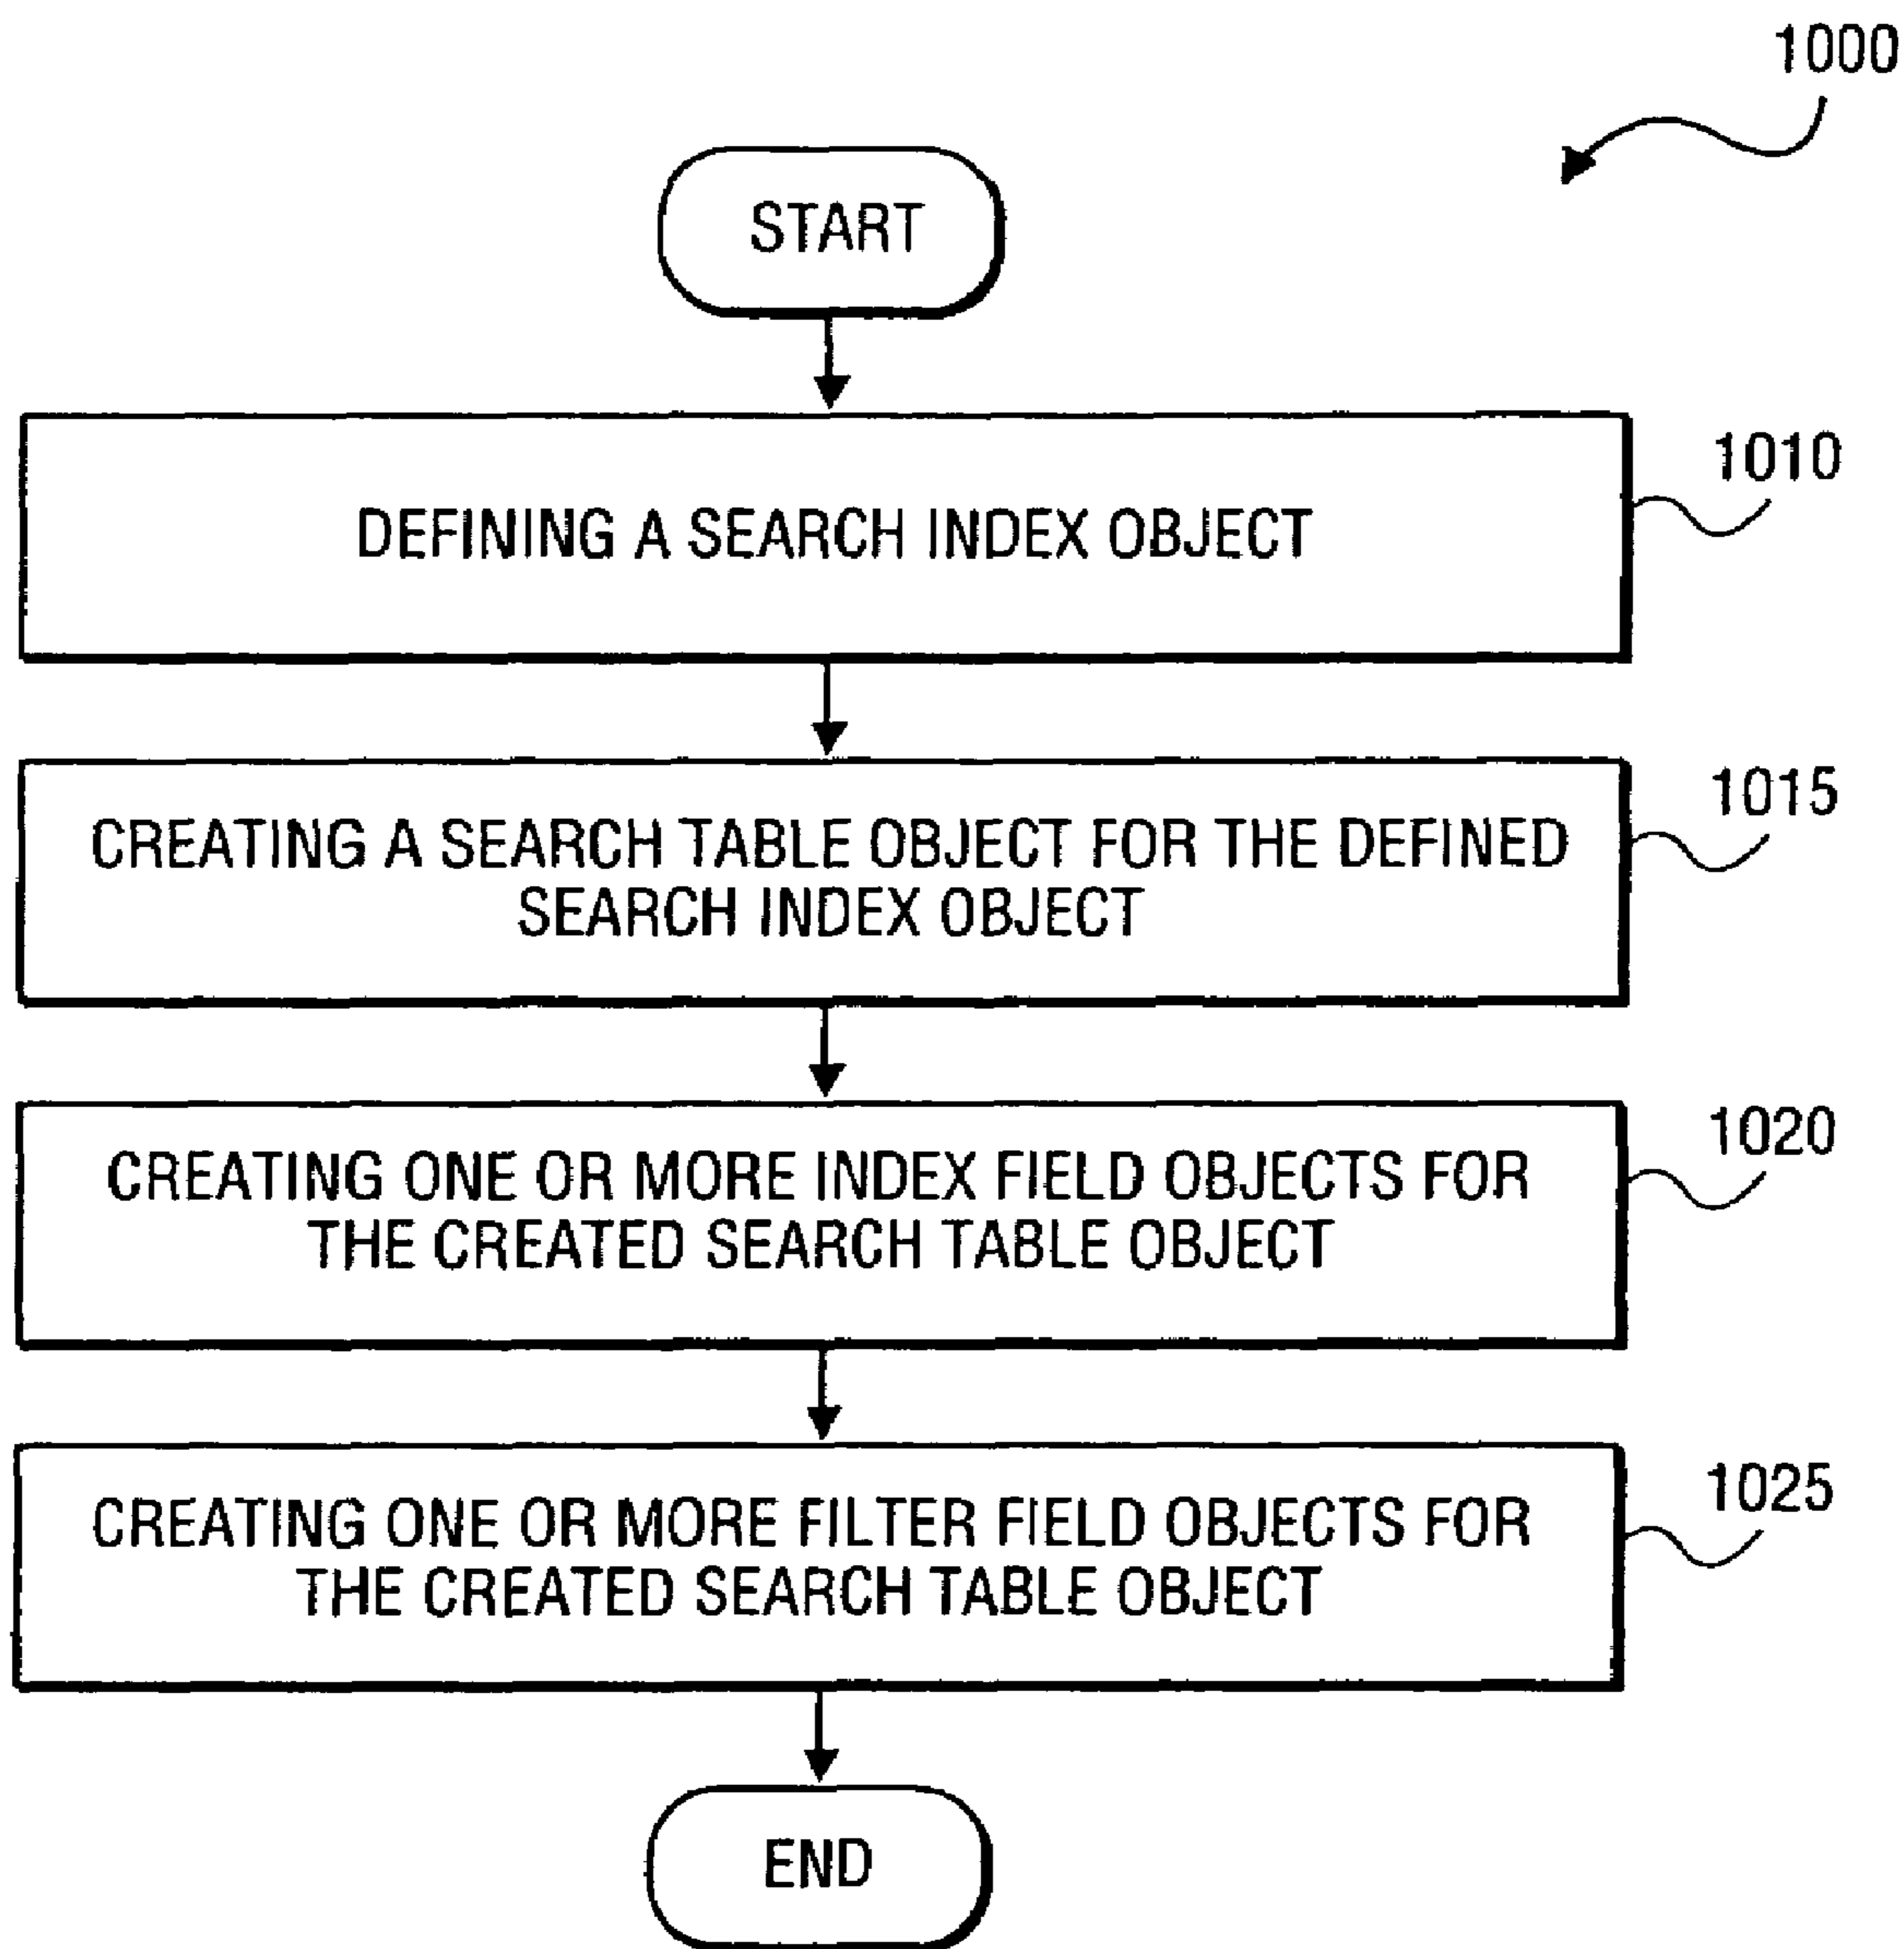 1000
START
DEFINING A SEARCH INDEX OBJECT
1010
CREATING A SEARCH TABLE OBJECT FOR THE DEFINED
SEARCH INDEX OBJECT
1015
CREATING ONE OR MORE INDEX FIELD OBJECTS FOR
THE CREATED SEARCH TABLE OBJECT
1020
CREATING ONE OR MORE FILTER FIELD OBJECTS FOR
THE CREATED SEARCH TABLE OBJECT
1025
END